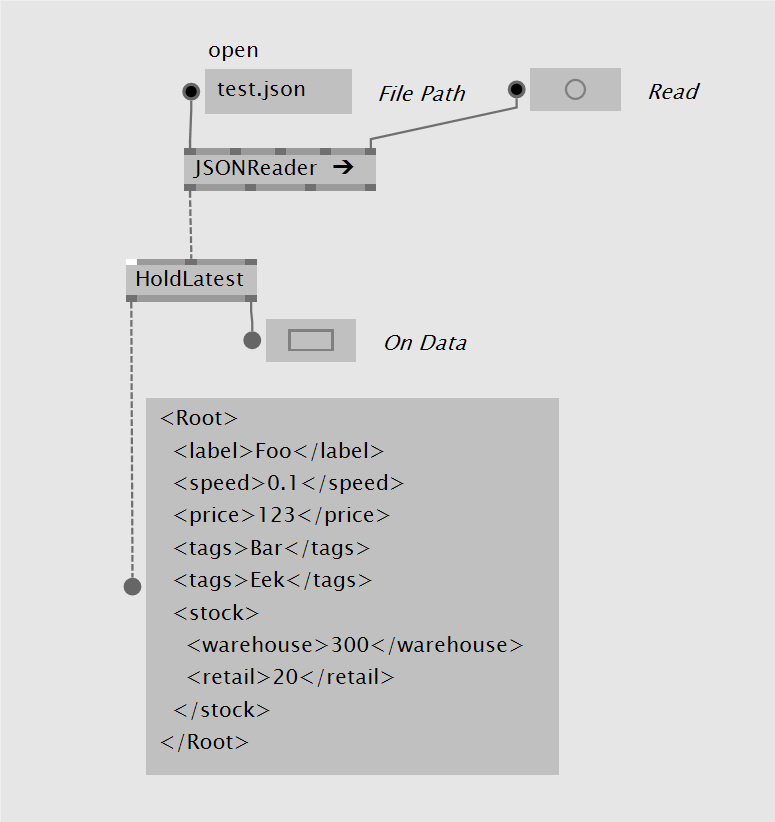 open
test.json
File Path
Read
JSONReader ➔
HoldLatest
On Data
<Root>
  <label>Foo</label>
  <speed>0.1</speed>
  <price>123</price>
  <tags>Bar</tags>
  <tags>Eek</tags>
  <stock>
    <warehouse>300</warehouse>
    <retail>20</retail>
  </stock>
</Root>